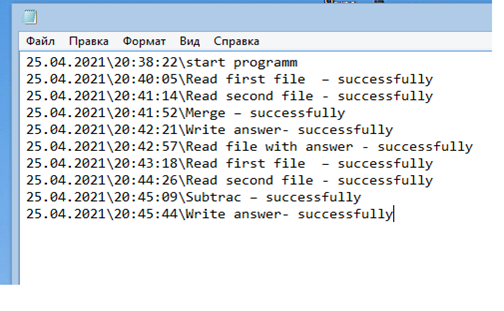 Файл Правка Формат Вид Справка
25.04.2021\20:38:22\start programm
25.04.2021\20:40:05\Read first file  – successfully
25.04.2021\20:41:14\Read second file - successfully
25.04.2021\20:41:52\Merge – successfully
25.04.2021\20:42:21\Write answer- successfully
25.04.2021\20:42:57\Read file with answer - successfully
25.04.2021\20:43:18\Read first file  – successfully
25.04.2021\20:44:26\Read second file - successfully
25.04.2021\20:45:09\Subtrac – successfully
25.04.2021\20:45:44\Write answer- successfully